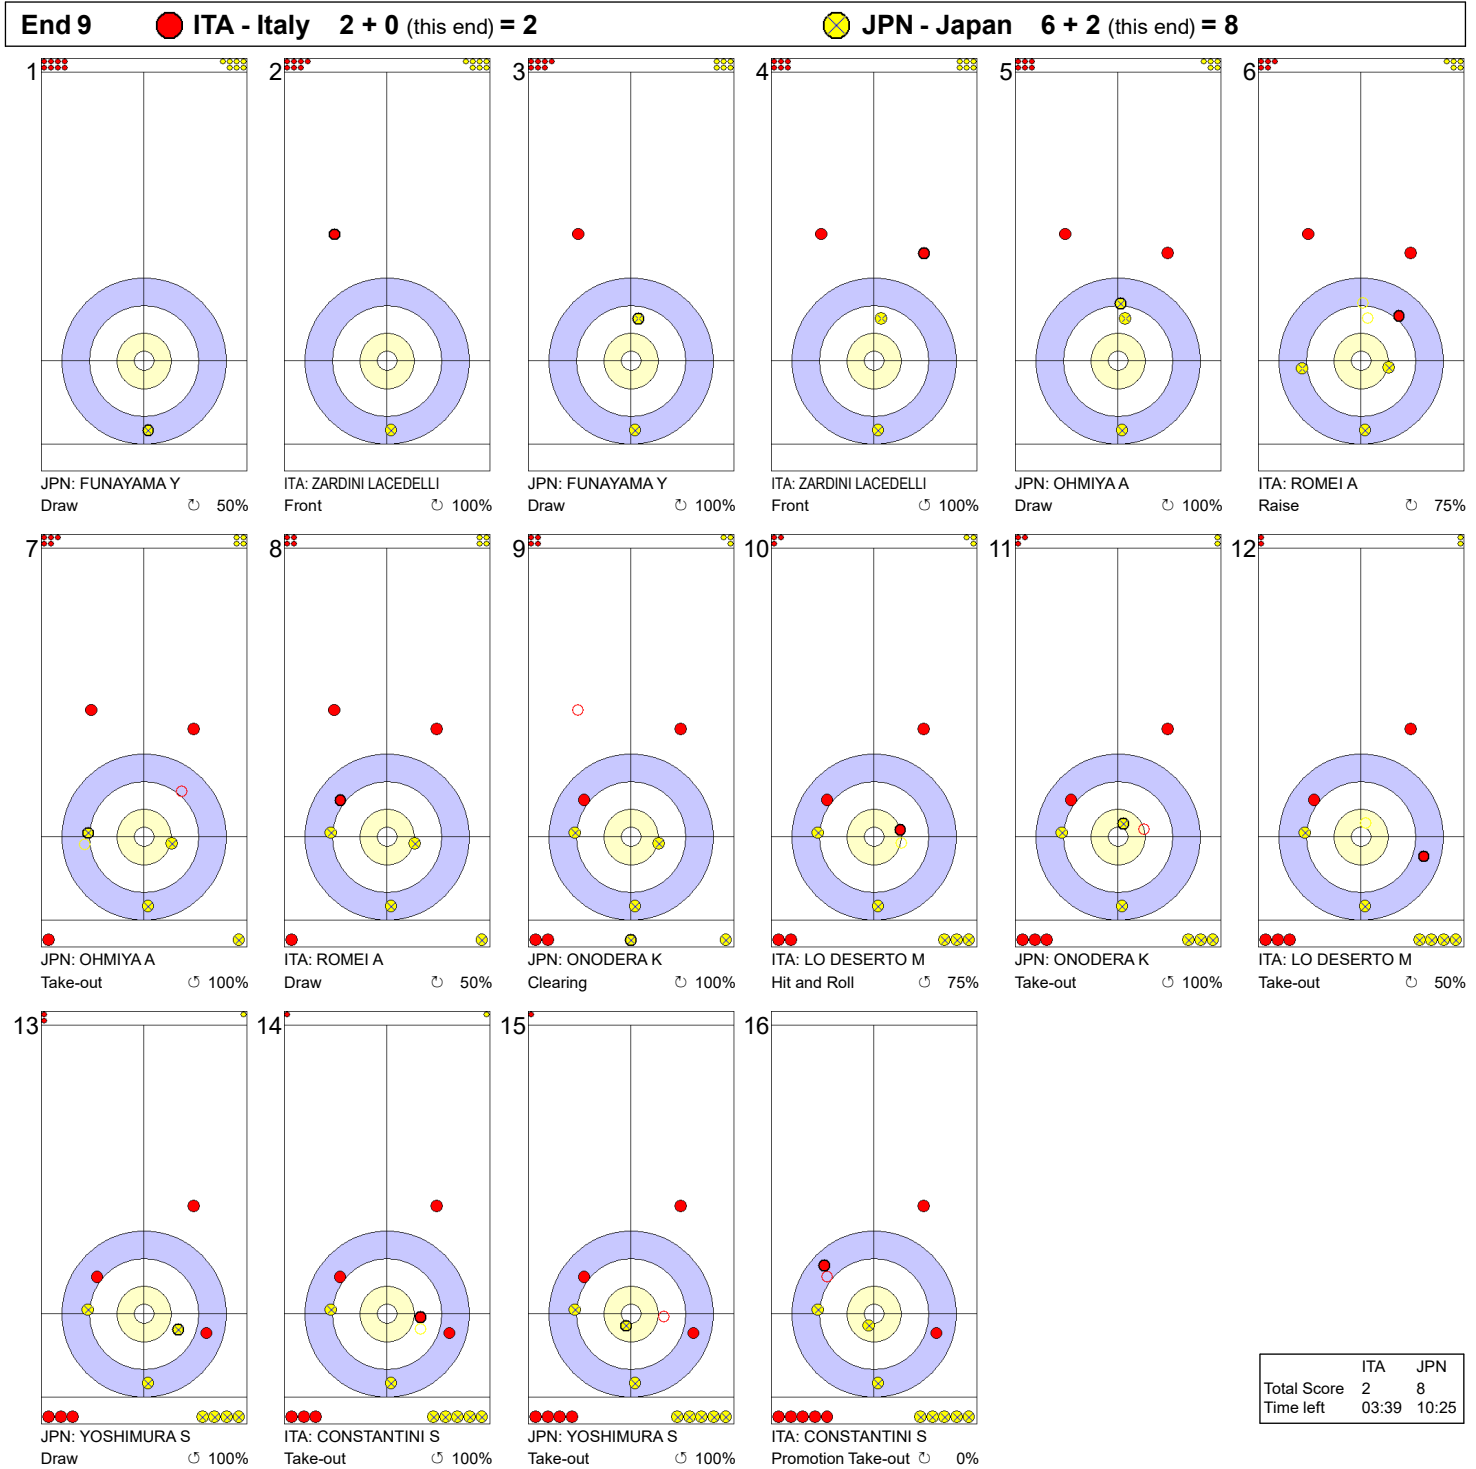 End 9 ITA - Italy 2 + 0 (this end) = 2 JPN - Japan 6 + 2 (this end) = 8
1 2 3 4 5 6
JPN: FUNAYAMA Y ITA: ZARDINI LACEDELLI JPN: FUNAYAMA Y ITA: ZARDINI LACEDELLI JPN: OHMIYA A ITA: ROMEI A
Draw ↻ 50% Front ↻ 100% Draw ↻ 100% Front ↻ 100% Draw ↻ 100% Raise ↻ 75%
7 8 9 10 11 12
JPN: OHMIYA A ITA: ROMEI A JPN: ONODERA K ITA: LO DESERTO M JPN: ONODERA K ITA: LO DESERTO M
Take-out ↺ 100% Draw ↻ 50% Clearing ↻ 100% Hit and Roll ↺ 75% Take-out ↺ 100% Take-out ↻ 50%
13 14 15 16
JPN: YOSHIMURA S ITA: CONSTANTINI S JPN: YOSHIMURA S ITA: CONSTANTINI S
Draw ↺ 100% Take-out ↺ 100% Take-out ↺ 100% Promotion Take-out ↻ 0%
ITA JPN
Total Score 2 8
Time left 03:39 10:25